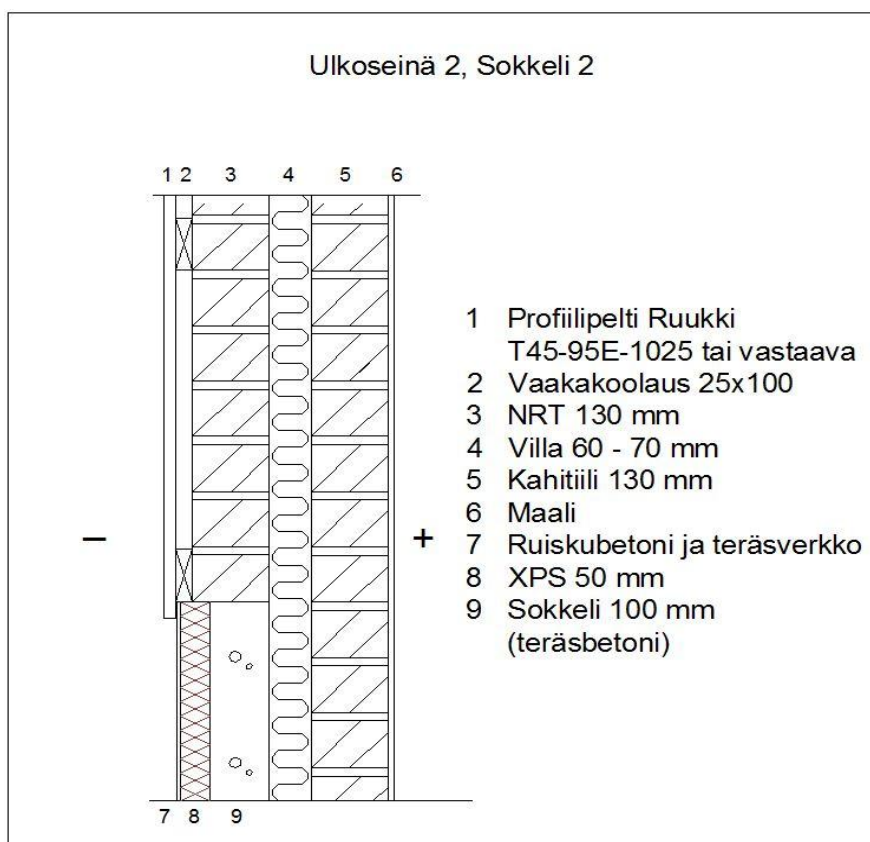 Ulkoseinä 2, Sokkeli 2
1 2 3 4 5 6
1 Profiilipelti Ruukki
T45-95E-1025 tai vastaava
2 Vaakakoolaus 25x100
3 NRT 130 mm
4 Villa 60 - 70 mm
5 Kahitiili 130 mm
6 Maali
7 Ruiskubetoni ja teräsverkko
8 XPS 50 mm
9 Sokkeli 100 mm
(teräsbetoni)
– +
7 8 9